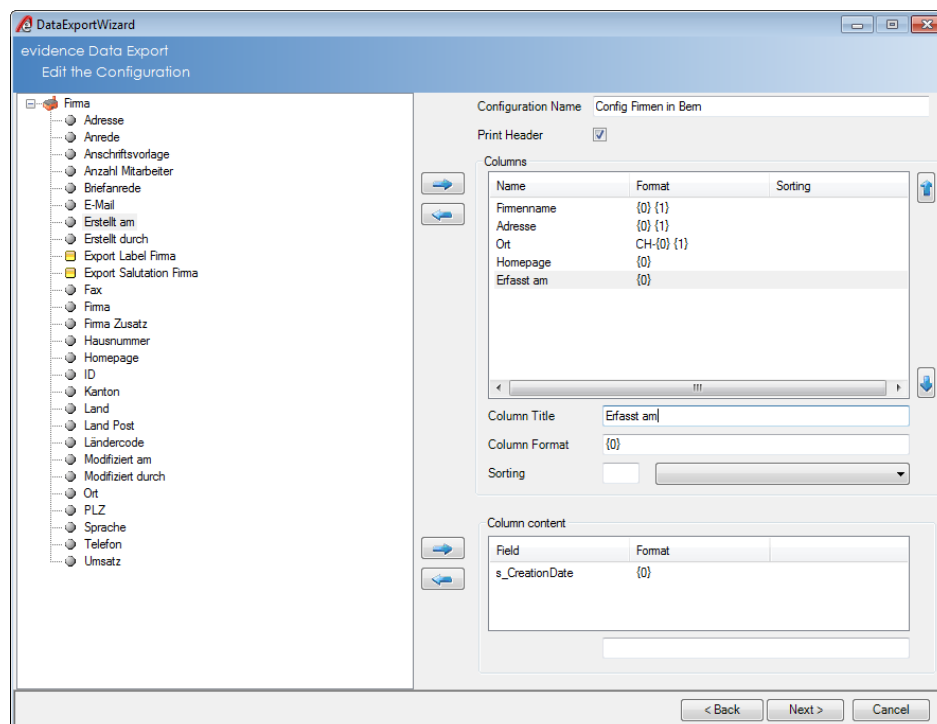 DataExportWizard
evidence Data Export
Edit the Configuration
Firma
Adresse
Anrede
Anschriftsvorlage
Anzahl Mitarbeiter
Briefanrede
E-Mail
Erstellt am
Erstellt durch
Export Label Firma
Export Salutation Firma
Fax
Firma
Firma Zusatz
Hausnummer
Homepage
ID
Kanton
Land
Land Post
Ländercode
Modifiziert am
Modifiziert durch
Ort
PLZ
Sprache
Telefon
Umsatz
Configuration Name Config Firmen in Bern
Print Header
Columns
Name Format Sorting
Firmenname {0} {1}
Adresse {0} {1}
Ort CH-{0} {1}
Homepage {0}
Erfasst am {0}
Column Title Erfasst am
Column Format {0}
Sorting
Column content
Field Format
s_CreationDate {0}
< Back Next > Cancel